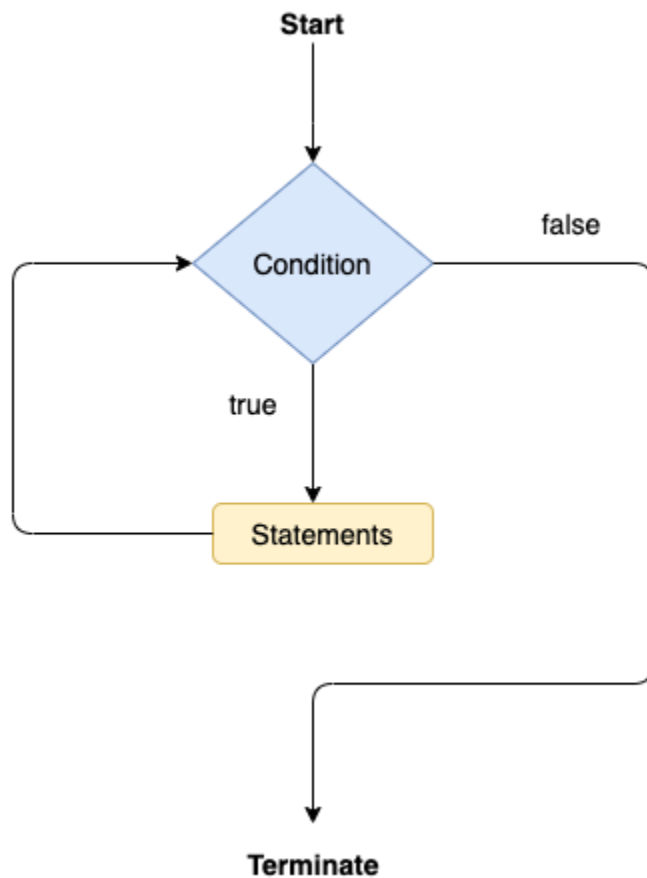 Start
false
Condition
true
Statements
Terminate